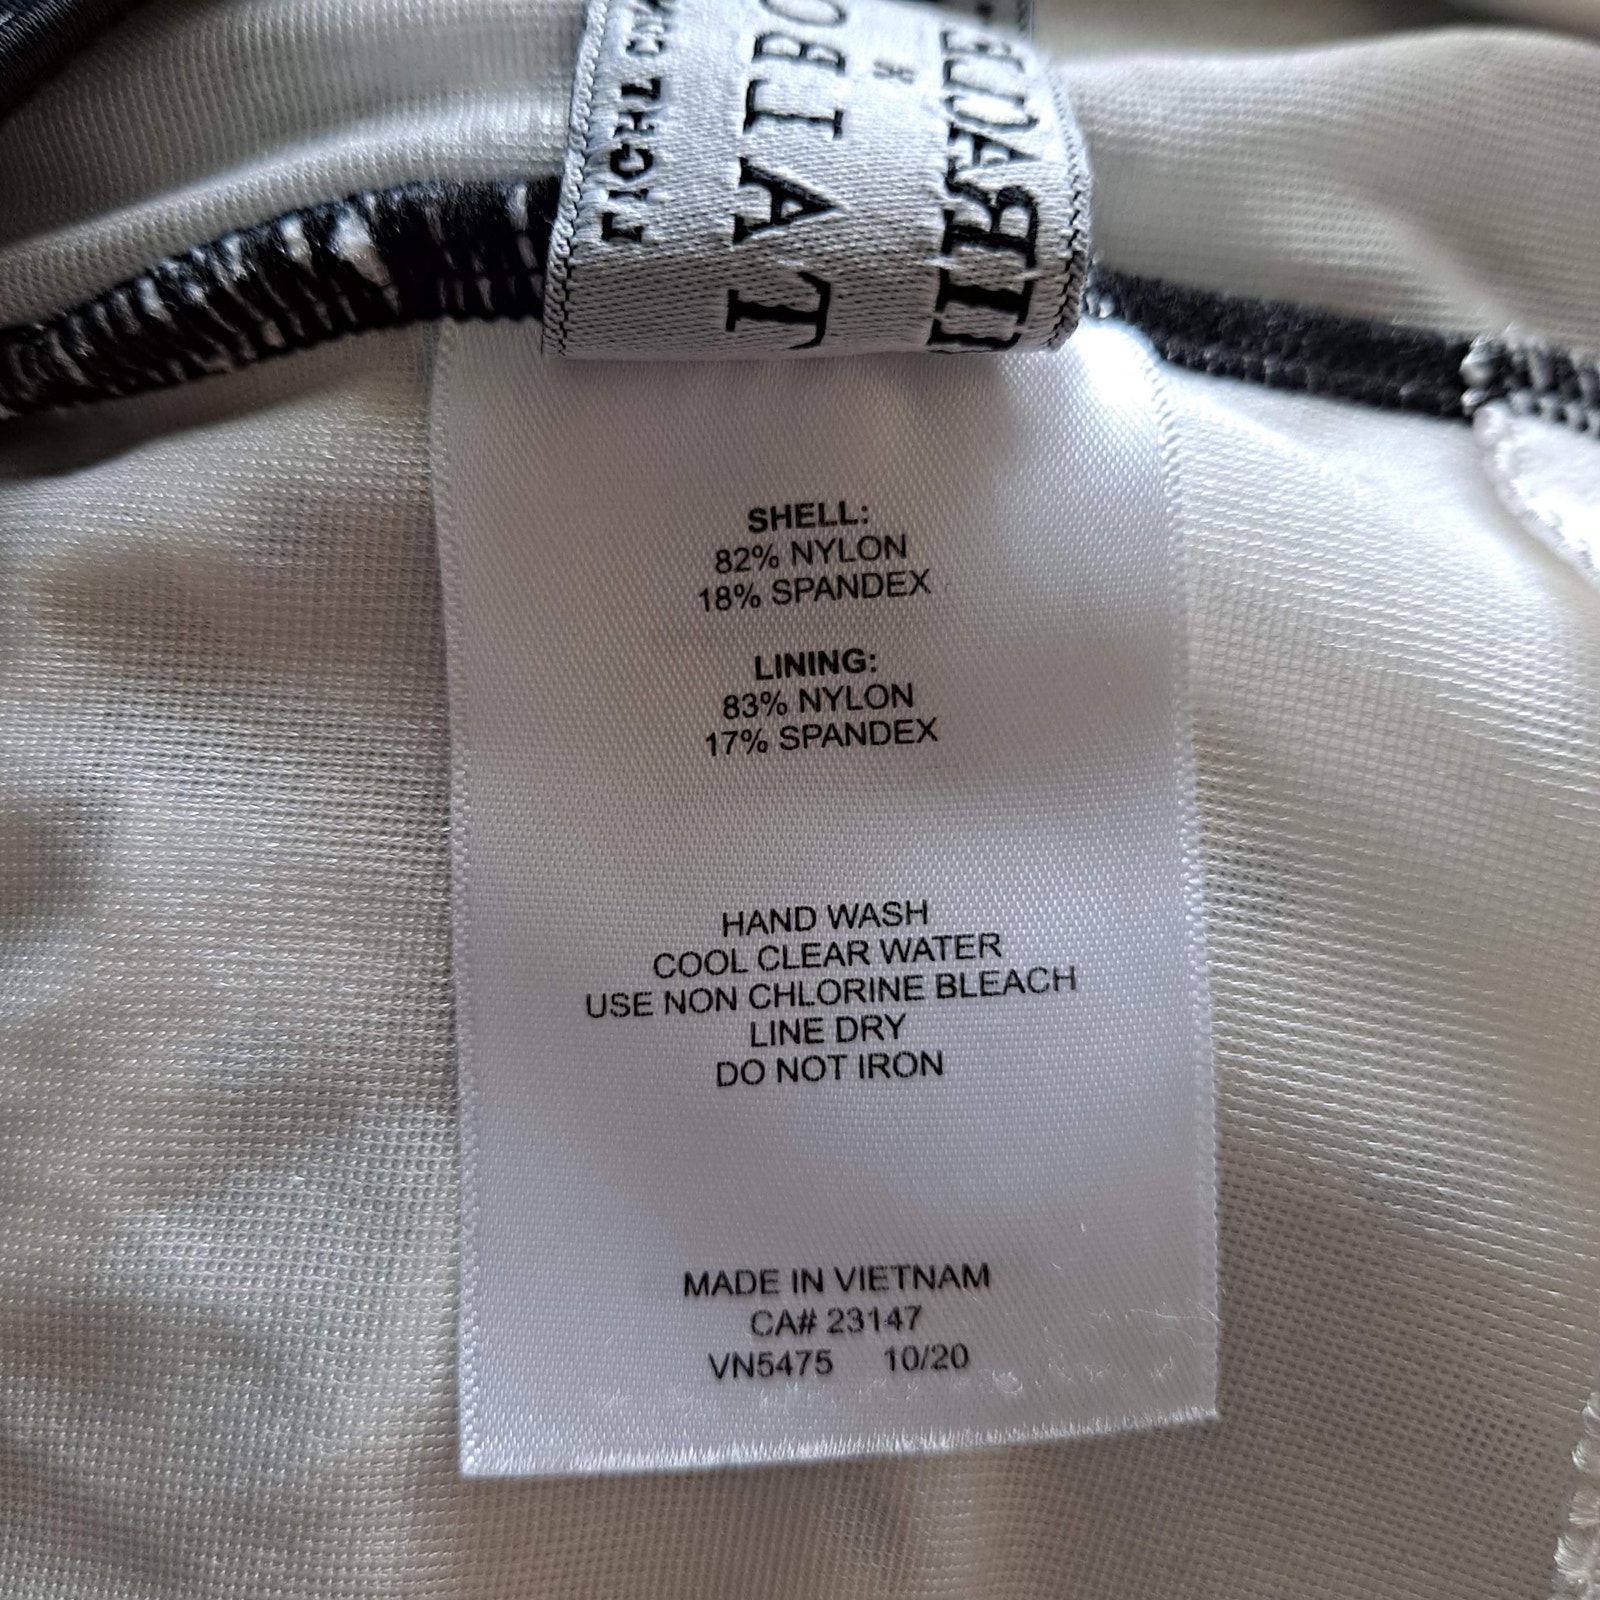 SHELL:
82% NYLON
18% SPANDEX
LINING:
83% NYLON
17% SPANDEX
HAND WASH
COOL CLEAR WATER
USE NON CHLORINE BLEACH
LINE DRY
DO NOT IRON
MADE IN VIETNAM
CA# 23147
VN5475 10/20